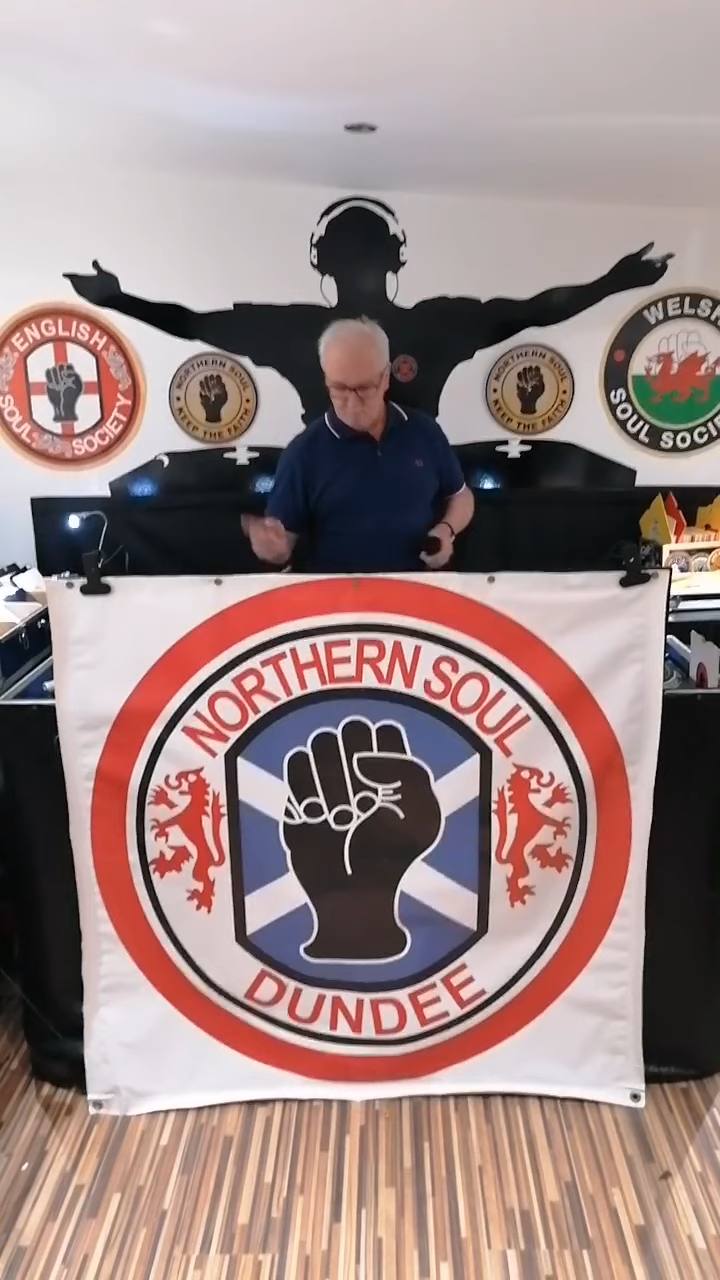 ENGLISH
SOUL SOCIETY
NORTHERN SOUL
KEEP THE FAITH
NORTHERN SOUL
KEEP THE FAITH
WELSH
SOUL SOCIE
NORTHERN SOUL
DUNDEE